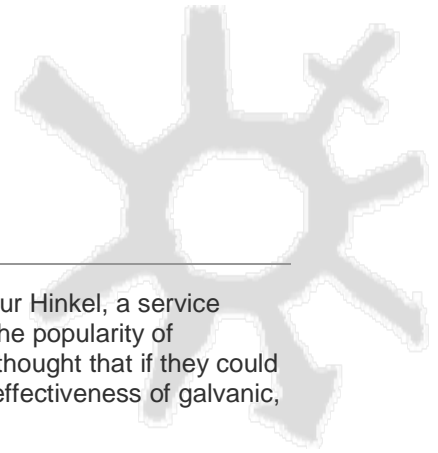 ur Hinkel, a service
he popularity of
thought that if they could
effectiveness of galvanic,